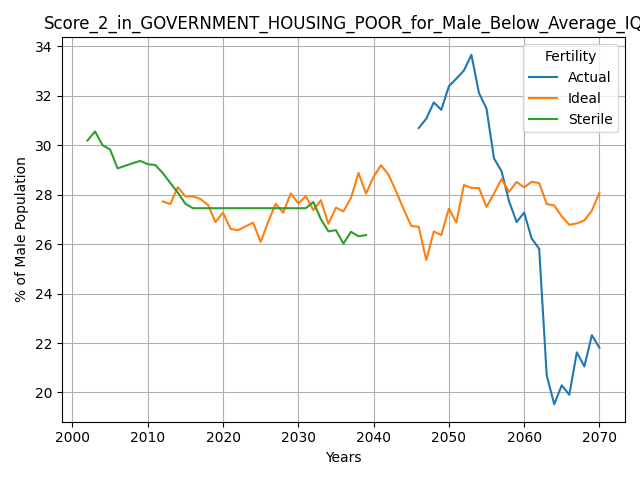 Score_2_in_GOVERNMENT_HOUSING_POOR_for_Male_Below_Average_IQ
34
32
30
28
26
24
22
20
% of Male Population
Fertility
Actual
Ideal
Sterile
2000 2010 2020 2030 2040 2050 2060 2070
Years